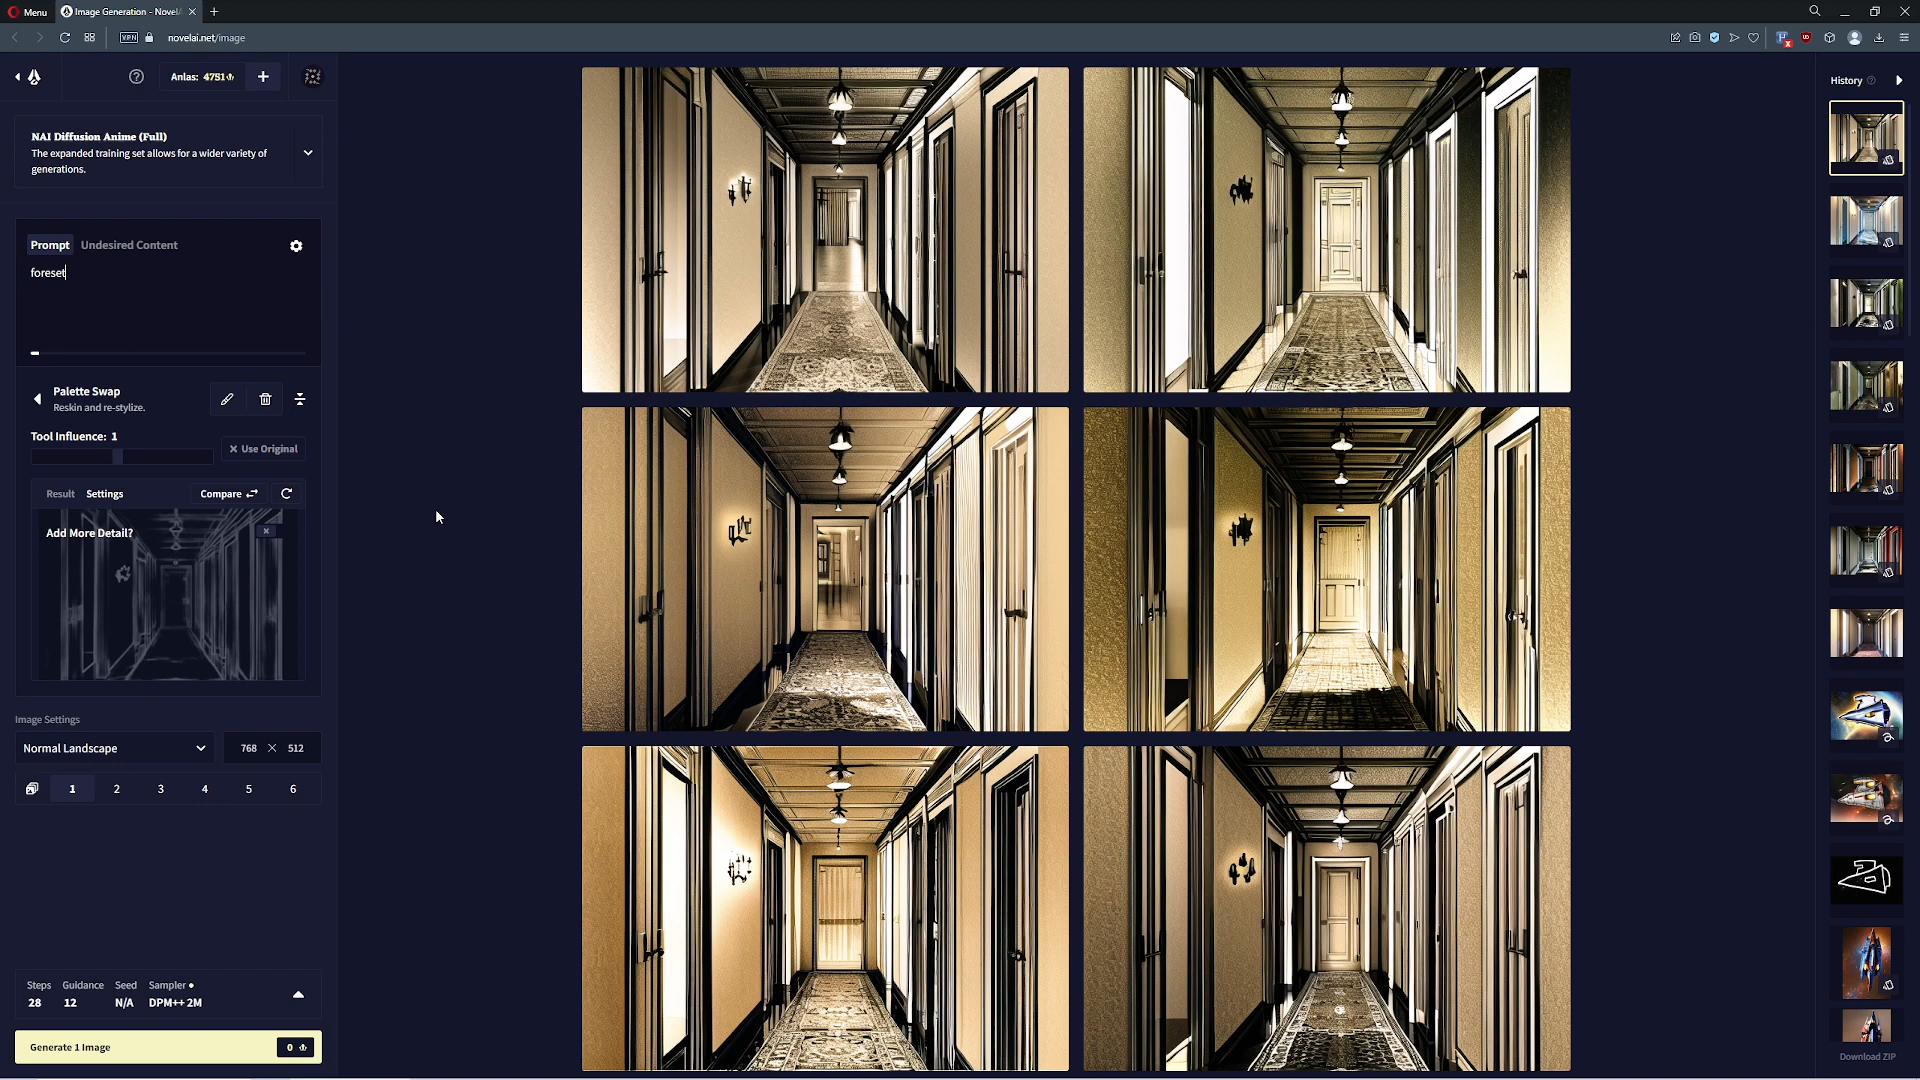 Menu
Image Generation - NovelA
VPN
novelai.net/image
Anlas: 4751
NAI Diffusion Anime (Full)
The expanded training set allows for a wider variety of
generations.
Prompt
Undesired Content
foreset
Palette Swap
Reskin and re-stylize.
Tool Influence: 1
Use Original
Result
Settings
Compare
Add More Detail?
Image Settings
Normal Landscape
768 × 512
1
2
3
4
5
6
Steps
Guidance
Seed
Sampler
28
12
N/A
DPM++ 2M
Generate 1 Image
0
History
Download ZIP